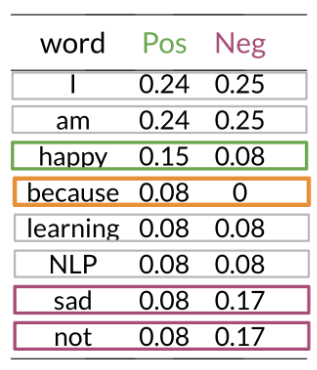 word Pos Neg
I 0.24 0.25
am 0.24 0.25
happy 0.15 0.08
because 0.08 0
learning 0.08 0.08
NLP 0.08 0.08
sad 0.08 0.17
not 0.08 0.17